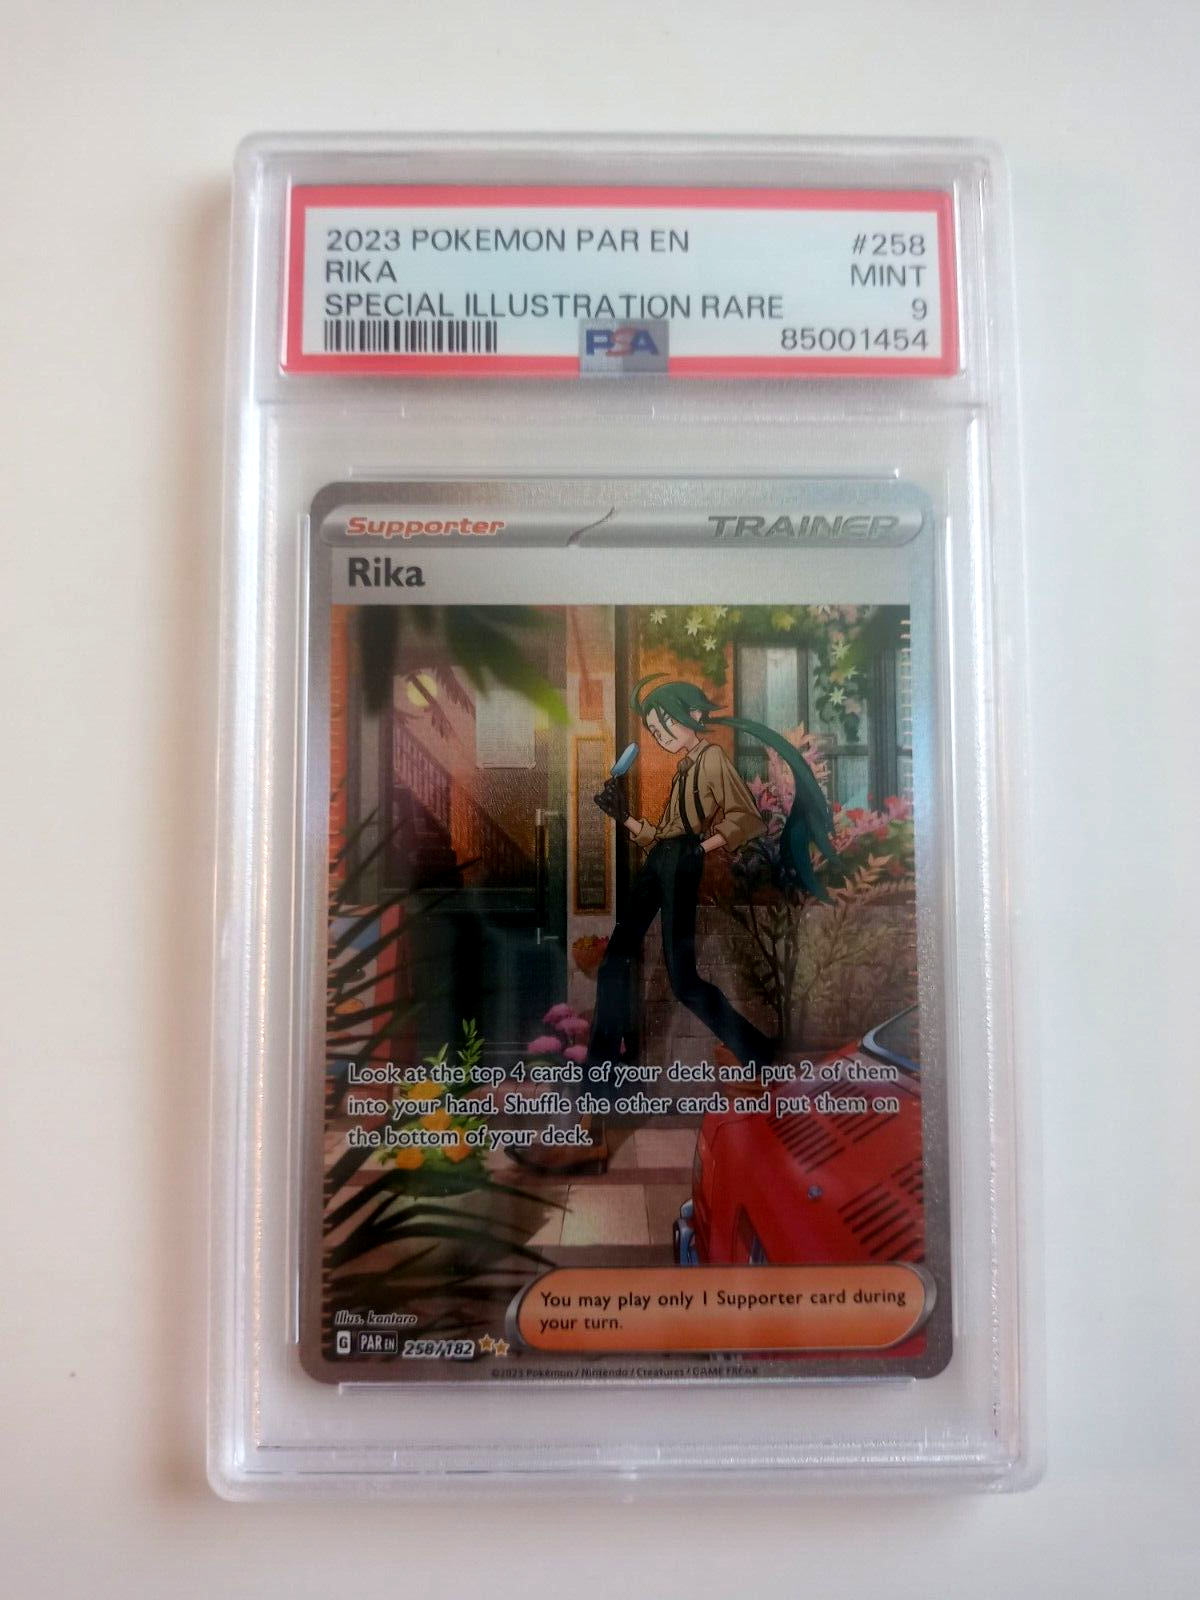 2023 POKEMON PAR EN #258
RIKA MINT
SPECIAL ILLUSTRATION RARE 9
PSA 85001454
Supporter TRAINER
Rika
Look at the top 4 cards of your deck and put 2 of them
into your hand. Shuffle the other cards and put them on
the bottom of your deck.
You may play only 1 Supporter card during
your turn.
Illus. kantaro
G PAR EN 258/182
©2023 Pokémon / Nintendo / Creatures / GAME FREAK